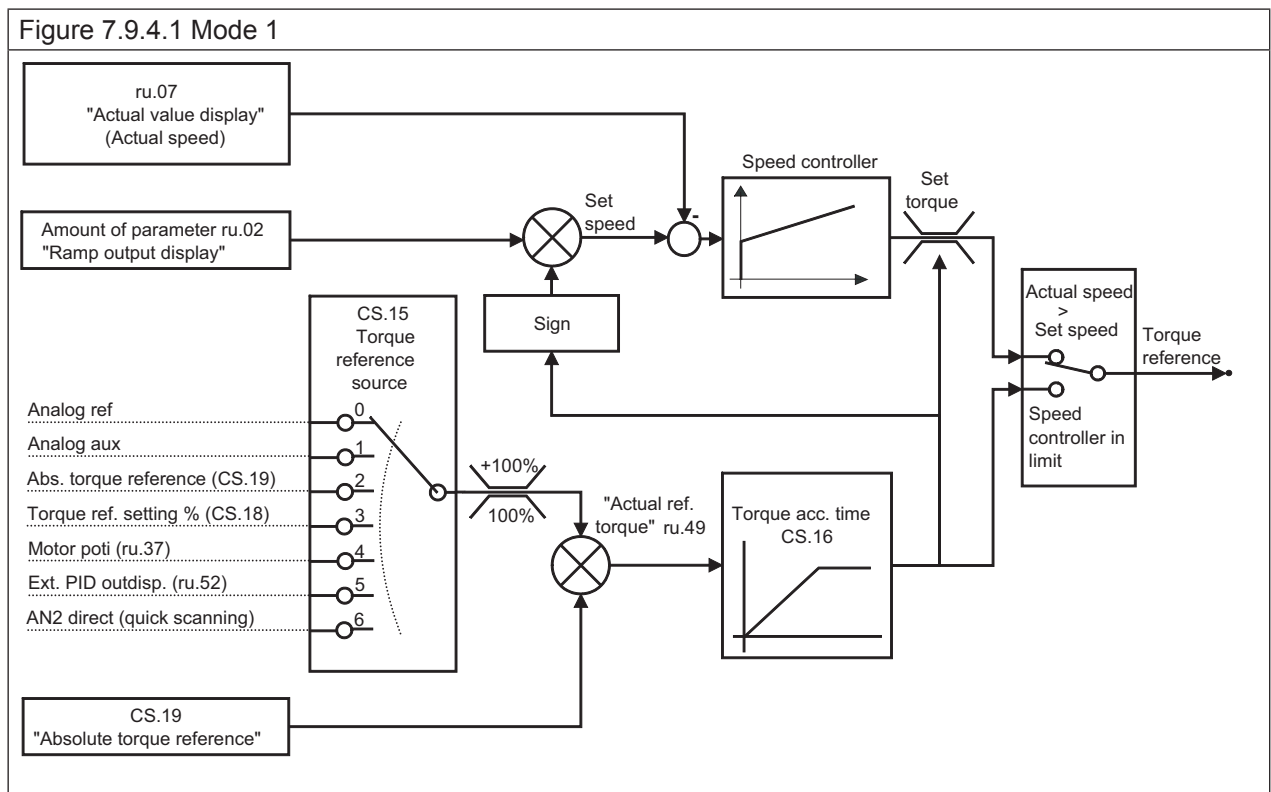 Figure 7.9.4.1 Mode 1
ru.07
"Actual value display"
(Actual speed)
Amount of parameter ru.02
"Ramp output display"
Set
speed
-
Speed controller
Set
torque
Sign
Actual speed
>
Set speed
Speed
controller in
limit
Torque
reference
CS.15
Torque
reference
source
Analog ref
0
Analog aux
1
Abs. torque reference (CS.19)
2
Torque ref. setting % (CS.18)
3
Motor poti (ru.37)
4
Ext. PID outdisp. (ru.52)
5
AN2 direct (quick scanning)
6
+100%
100%
"Actual ref.
torque" ru.49
Torque acc. time
CS.16
CS.19
"Absolute torque reference"